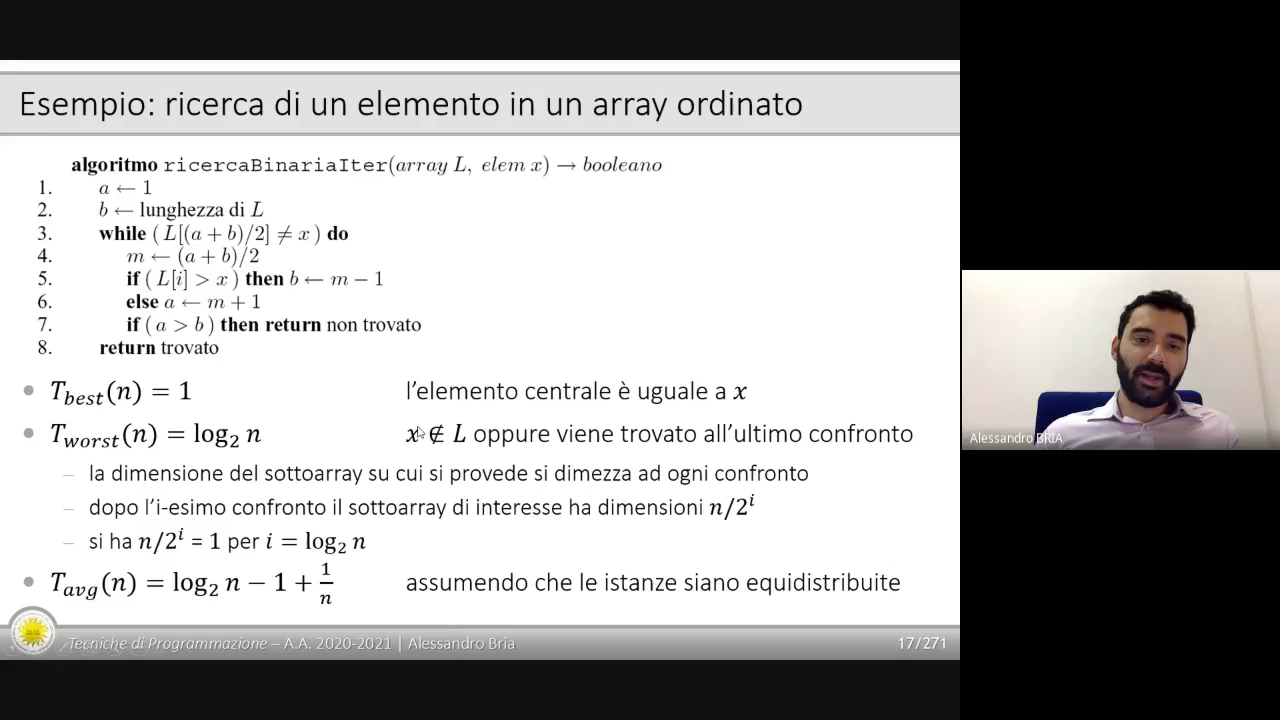 Esempio: ricerca di un elemento in un array ordinato
algoritmo ricercaBinariaIter(array L, elem x) → booleano
1. a ← 1
2. b ← lunghezza di L
3. while ( L[(a + b)/2] ≠ x ) do
4. m ← (a + b)/2
5. if ( L[i] > x ) then b ← m − 1
6. else a ← m + 1
7. if ( a > b ) then return non trovato
8. return trovato
• T_best(n) = 1 l’elemento centrale è uguale a x
• T_worst(n) = log₂ n x ∉ L oppure viene trovato all’ultimo confronto
– la dimensione del sottoarray su cui si provede si dimezza ad ogni confronto
– dopo l’i-esimo confronto il sottoarray di interesse ha dimensioni n/2^i
– si ha n/2^i = 1 per i = log₂ n
• T_avg(n) = log₂ n − 1 + 1/n assumendo che le istanze siano equidistribuite
Tecniche di Programmazione – A.A. 2020-2021 | Alessandro Bria 17/271
Alessandro BRIA